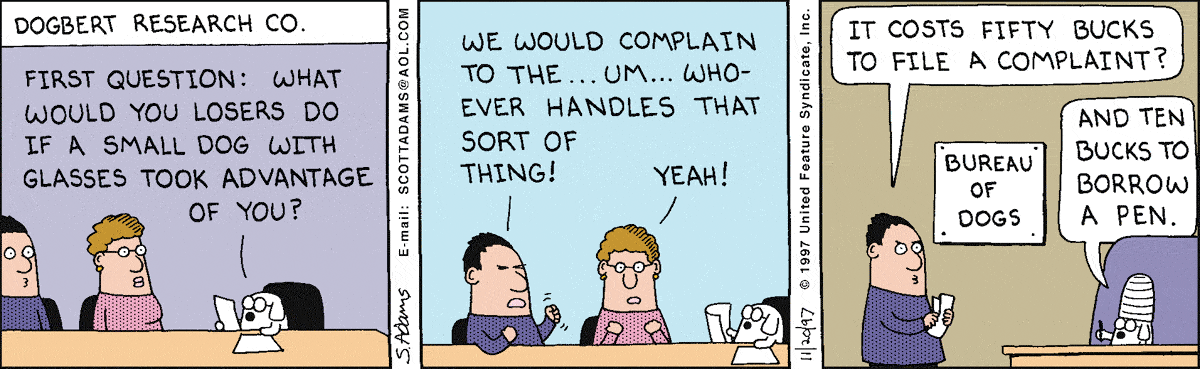 DOGBERT RESEARCH CO.
FIRST QUESTION: WHAT
WOULD YOU LOSERS DO
IF A SMALL DOG WITH
GLASSES TOOK ADVANTAGE
OF YOU?
S.Adams
E-mail: SCOTTADAMS@AOL.COM
WE WOULD COMPLAIN
TO THE... UM... WHO-
EVER HANDLES THAT
SORT OF
THING!
YEAH!
11/20/97
© 1997 United Feature Syndicate, Inc.
IT COSTS FIFTY BUCKS
TO FILE A COMPLAINT?
BUREAU
OF
DOGS
AND TEN
BUCKS TO
BORROW
A PEN.